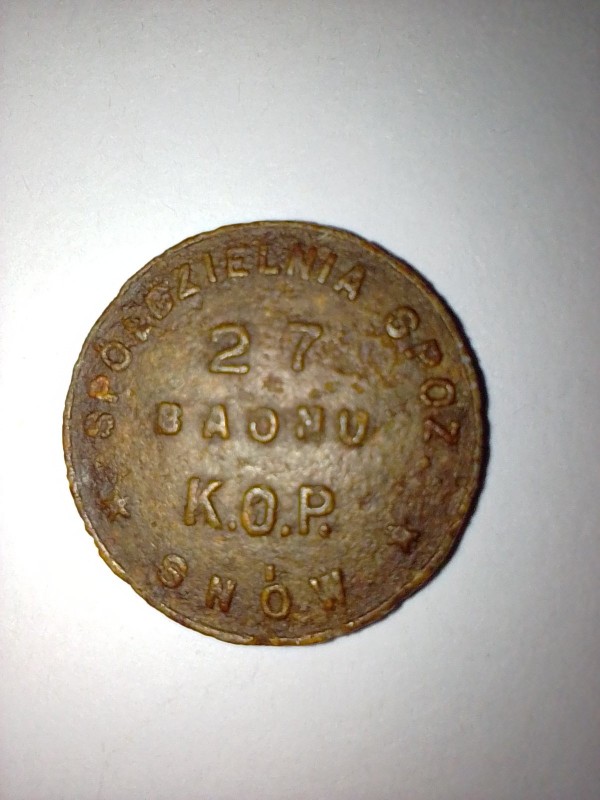 SPÓŁDZIELNIA SPOŻ.
27
BAONU
K.O.P.
SNÓW